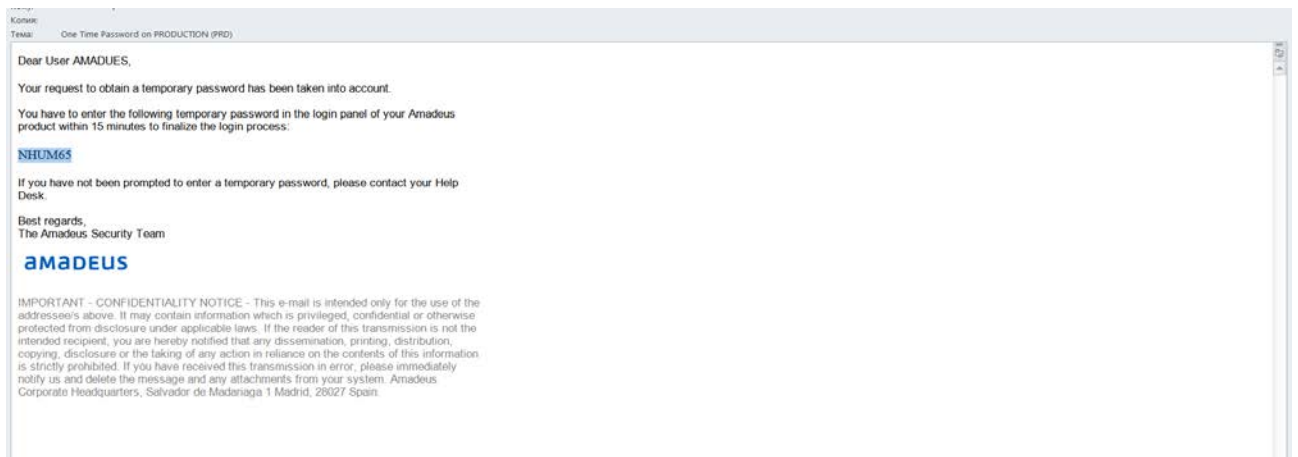 Копия:
Тема: One Time Password on PRODUCTION (PRD)
Dear User AMADUES,
Your request to obtain a temporary password has been taken into account.
You have to enter the following temporary password in the login panel of your Amadeus
product within 15 minutes to finalize the login process:
NHUM65
If you have not been prompted to enter a temporary password, please contact your Help
Desk.
Best regards,
The Amadeus Security Team
amadeus
IMPORTANT - CONFIDENTIALITY NOTICE - This e-mail is intended only for the use of the
addressee/s above. It may contain information which is privileged, confidential or otherwise
protected from disclosure under applicable laws. If the reader of this transmission is not the
intended recipient, you are hereby notified that any dissemination, printing, distribution,
copying, disclosure or the taking of any action in reliance on the contents of this information
is strictly prohibited. If you have received this transmission in error, please immediately
notify us and delete the message and any attachments from your system. Amadeus
Corporate Headquarters, Salvador de Madariaga 1 Madrid, 28027 Spain.